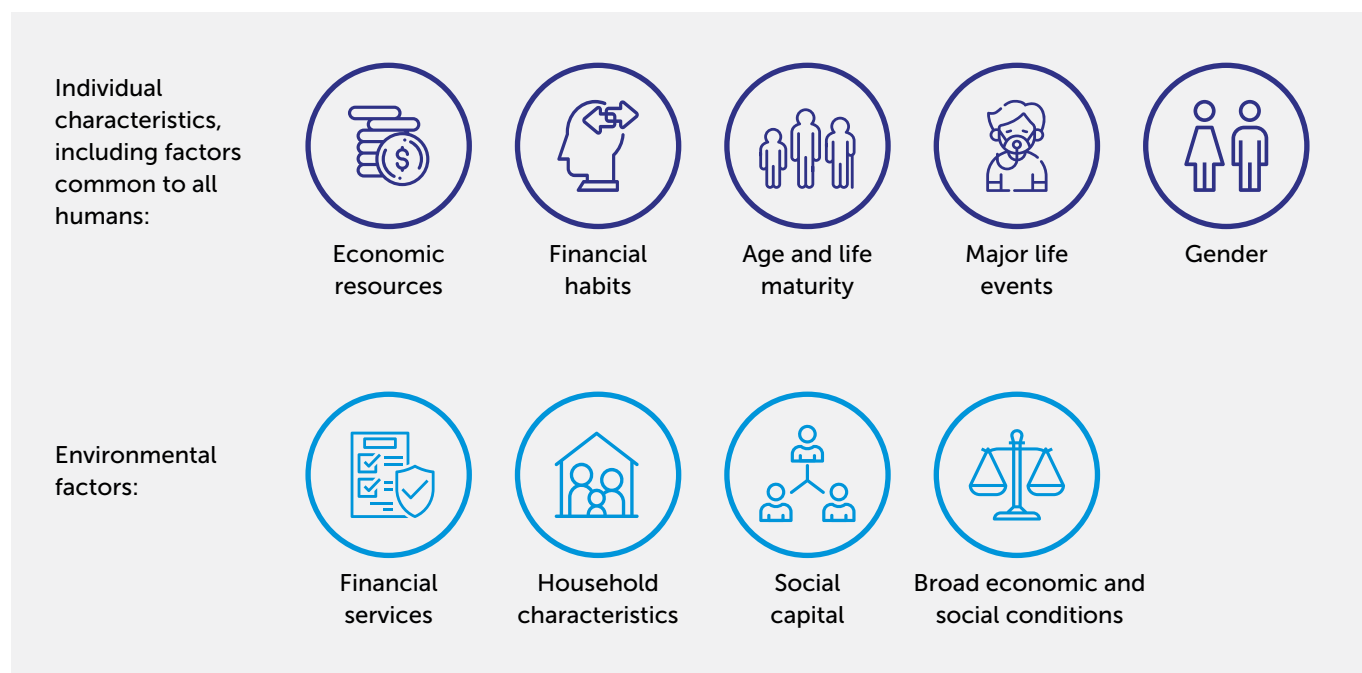 Individual
characteristics,
including factors
common to all
humans:
$
Economic
resources
Financial
habits
Age and life
maturity
Major life
events
Gender
Environmental
factors:
Financial
services
Household
characteristics
Social
capital
Broad economic and
social conditions